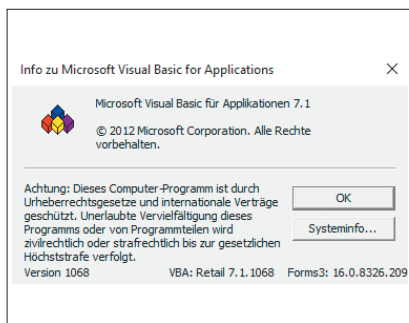 Info zu Microsoft Visual Basic for Applications
Microsoft Visual Basic für Applikationen 7.1
© 2012 Microsoft Corporation. Alle Rechte
vorbehalten.
Achtung: Dieses Computer-Programm ist durch
Urheberrechtsgesetze und internationale Verträge
geschützt. Unerlaubte Vervielfältigung dieses
Programms oder von Programmteilen wird
zivilrechtlich oder strafrechtlich bis zur gesetzlichen
Höchststrafe verfolgt.
OK
Systeminfo...
Version 1068 VBA: Retail 7.1.1068 Forms3: 16.0.8326.209